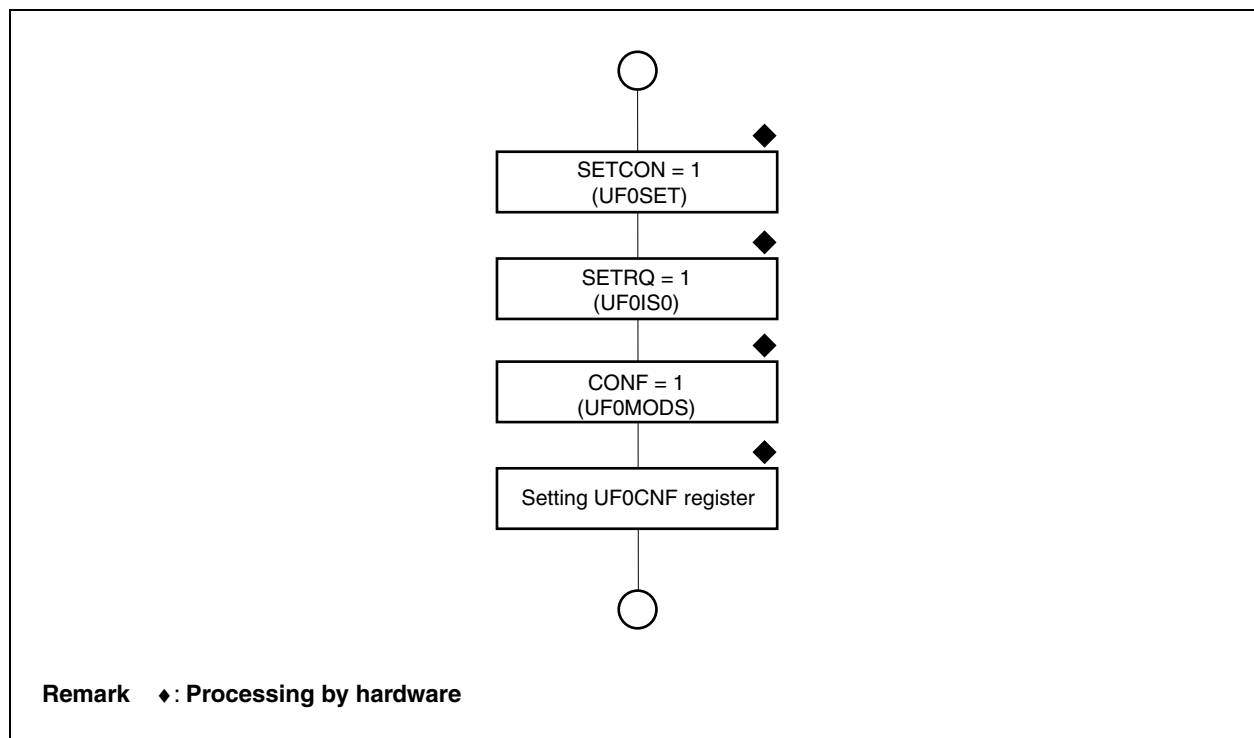 SETCON = 1
(UF0SET)
SETRQ = 1
(UF0IS0)
CONF = 1
(UF0MODS)
Setting UF0CNF register
Remark ♦: Processing by hardware